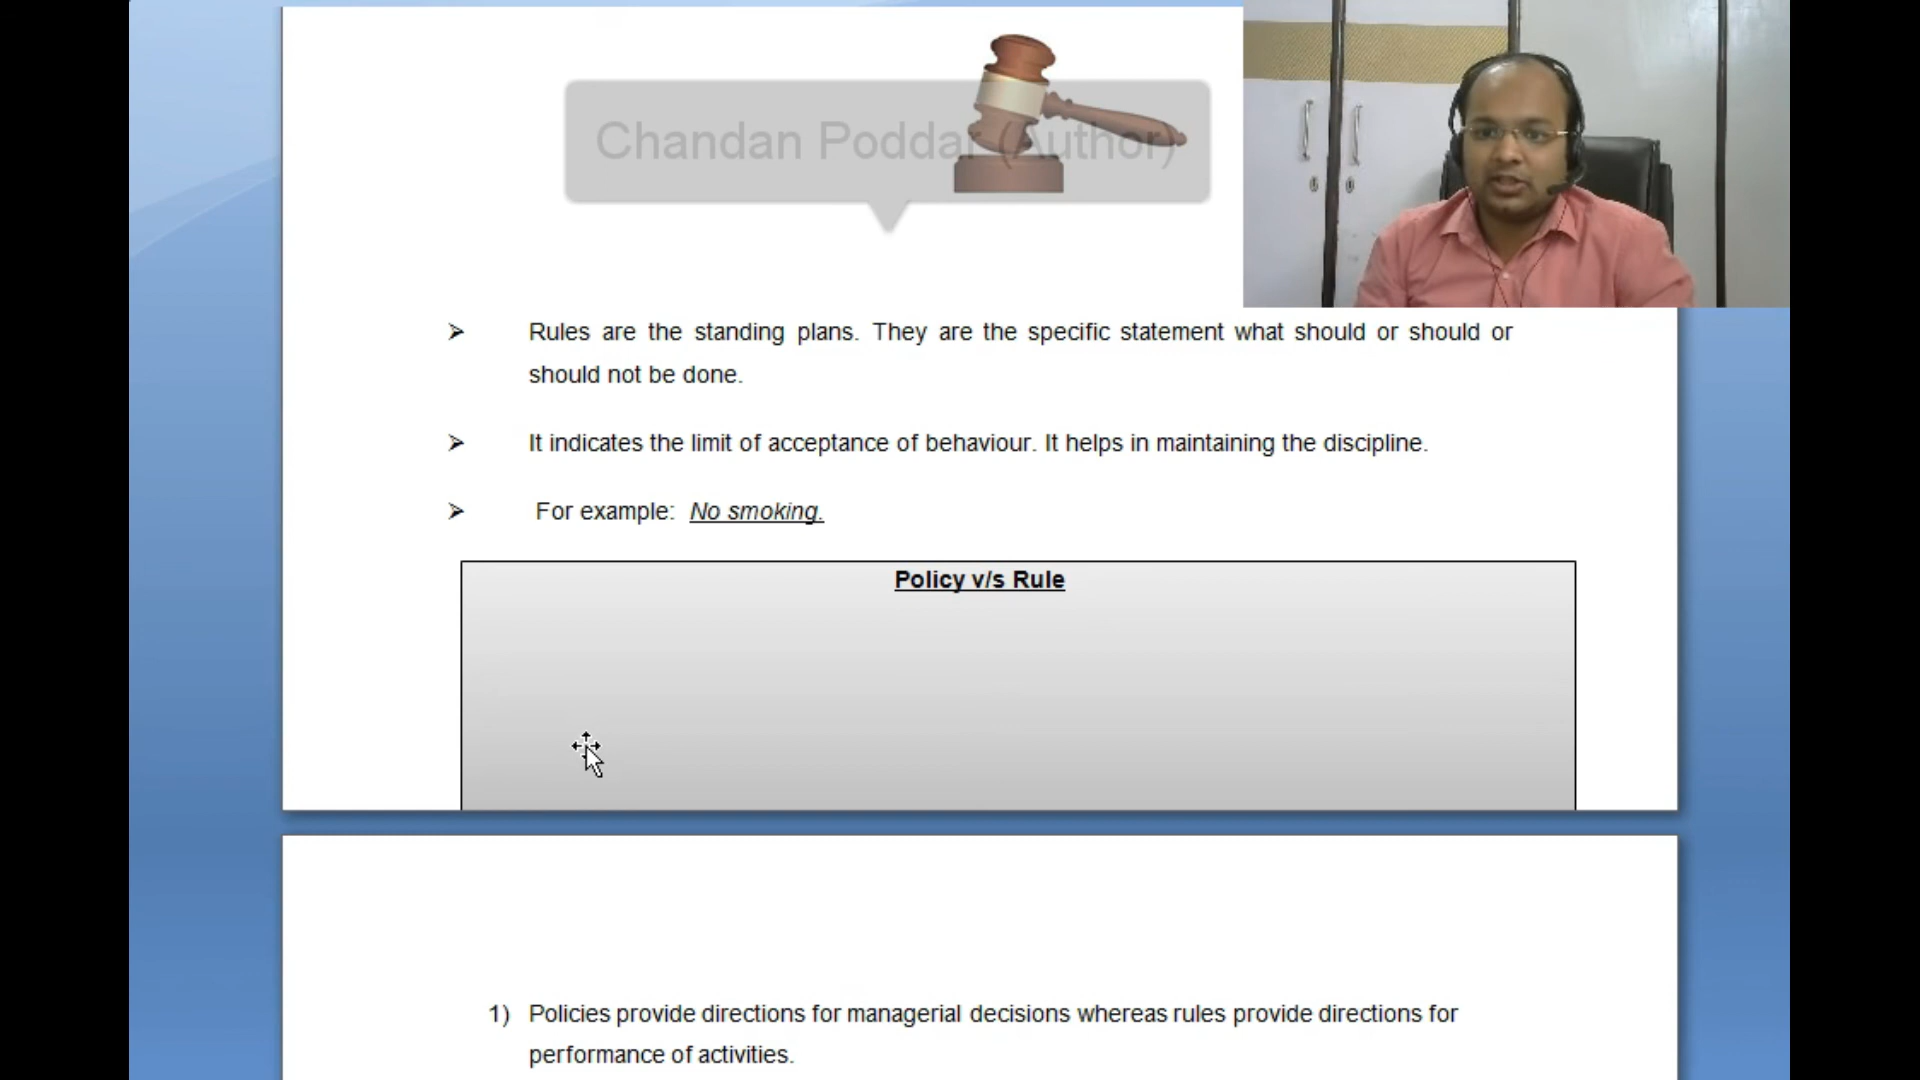 Chandan Poddar (Author)
➢ Rules are the standing plans. They are the specific statement what should or should or
should not be done.
➢ It indicates the limit of acceptance of behaviour. It helps in maintaining the discipline.
➢ For example: No smoking.
Policy v/s Rule
1) Policies provide directions for managerial decisions whereas rules provide directions for
performance of activities.